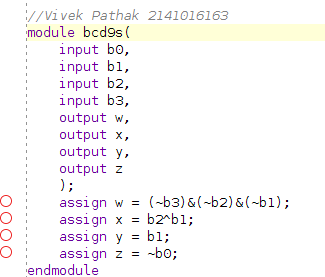 //Vivek Pathak 2141016163
module bcd9s(
input b0,
input b1,
input b2,
input b3,
output w,
output x,
output y,
output z
);
assign w = (~b3)&(~b2)&(~b1);
assign x = b2^b1;
assign y = b1;
assign z = ~b0;
endmodule